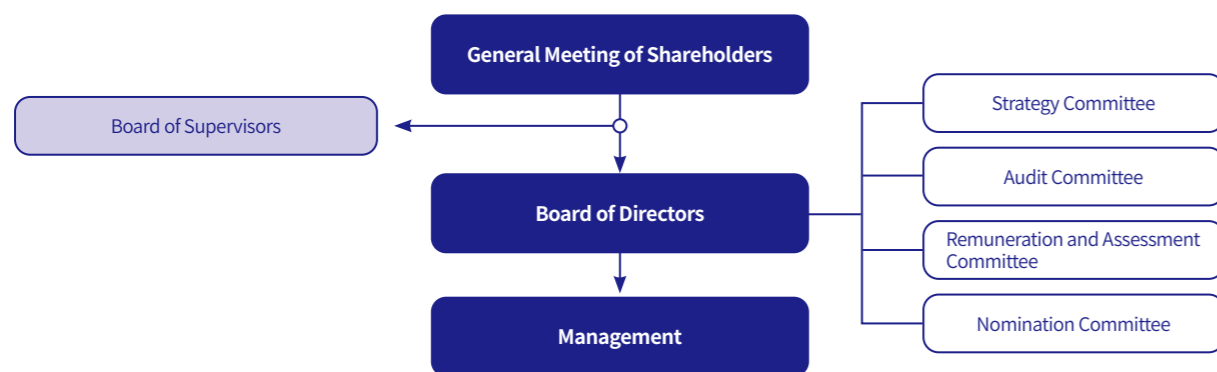 General Meeting of Shareholders
Board of Supervisors
Board of Directors
Management
Strategy Committee
Audit Committee
Remuneration and Assessment
Committee
Nomination Committee